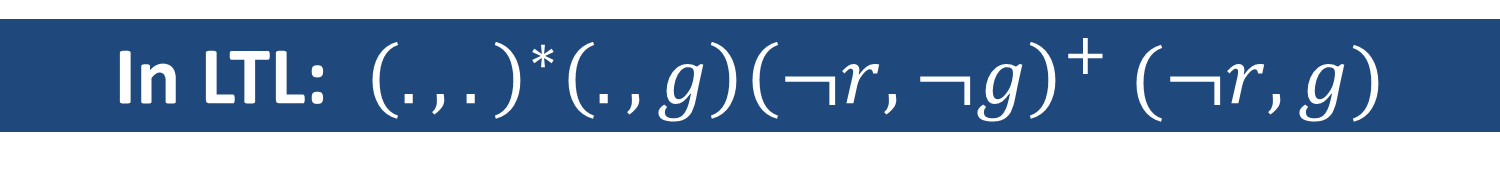 In LTL: (.,.)*(.,g)(¬r,¬g)⁺ (¬r,g)